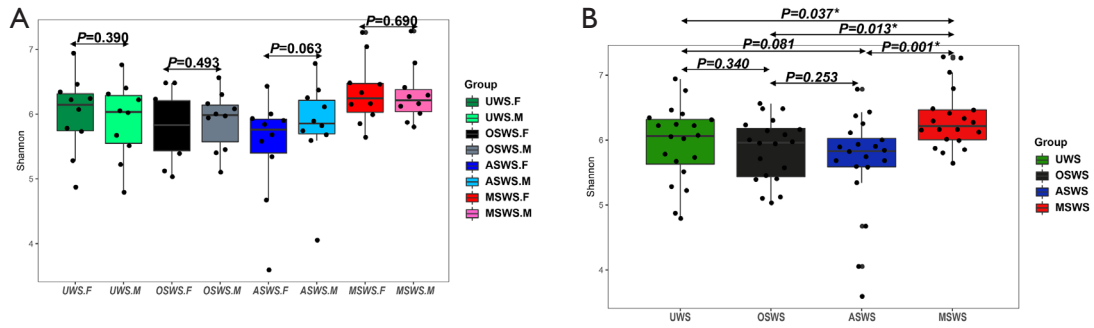 A
P=0.390
P=0.493
P=0.063
P=0.690
7
6
5
4
Shannon
UWS.F
UWS.M
OSWS.F
OSWS.M
ASWS.F
ASWS.M
MSWS.F
MSWS.M
Group
UWS.F
UWS.M
OSWS.F
OSWS.M
ASWS.F
ASWS.M
MSWS.F
MSWS.M
B
P=0.037*
P=0.013*
P=0.081
P=0.001*
P=0.340
P=0.253
7
6
5
4
Shannon
UWS
OSWS
ASWS
MSWS
Group
UWS
OSWS
ASWS
MSWS